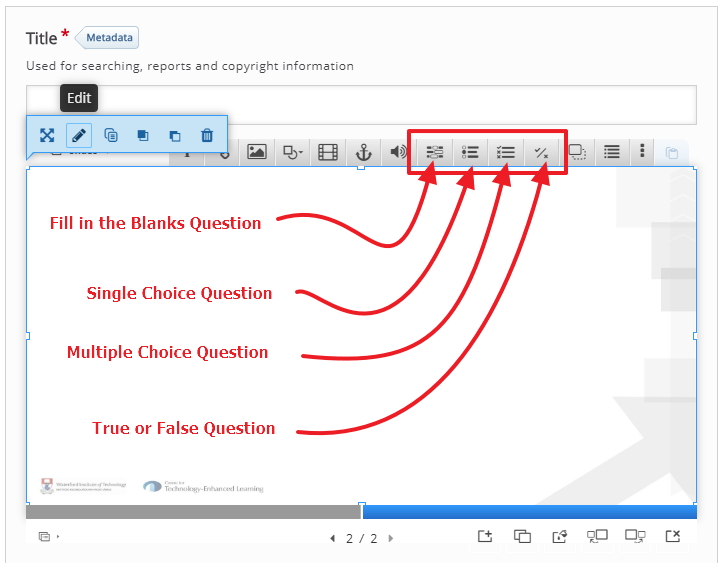 Title *
Metadata
Used for searching, reports and copyright information
Edit
Fill in the Blanks Question
Single Choice Question
Multiple Choice Question
True or False Question
Waterford Institute of Technology
Technology-Enhanced Learning
2 / 2